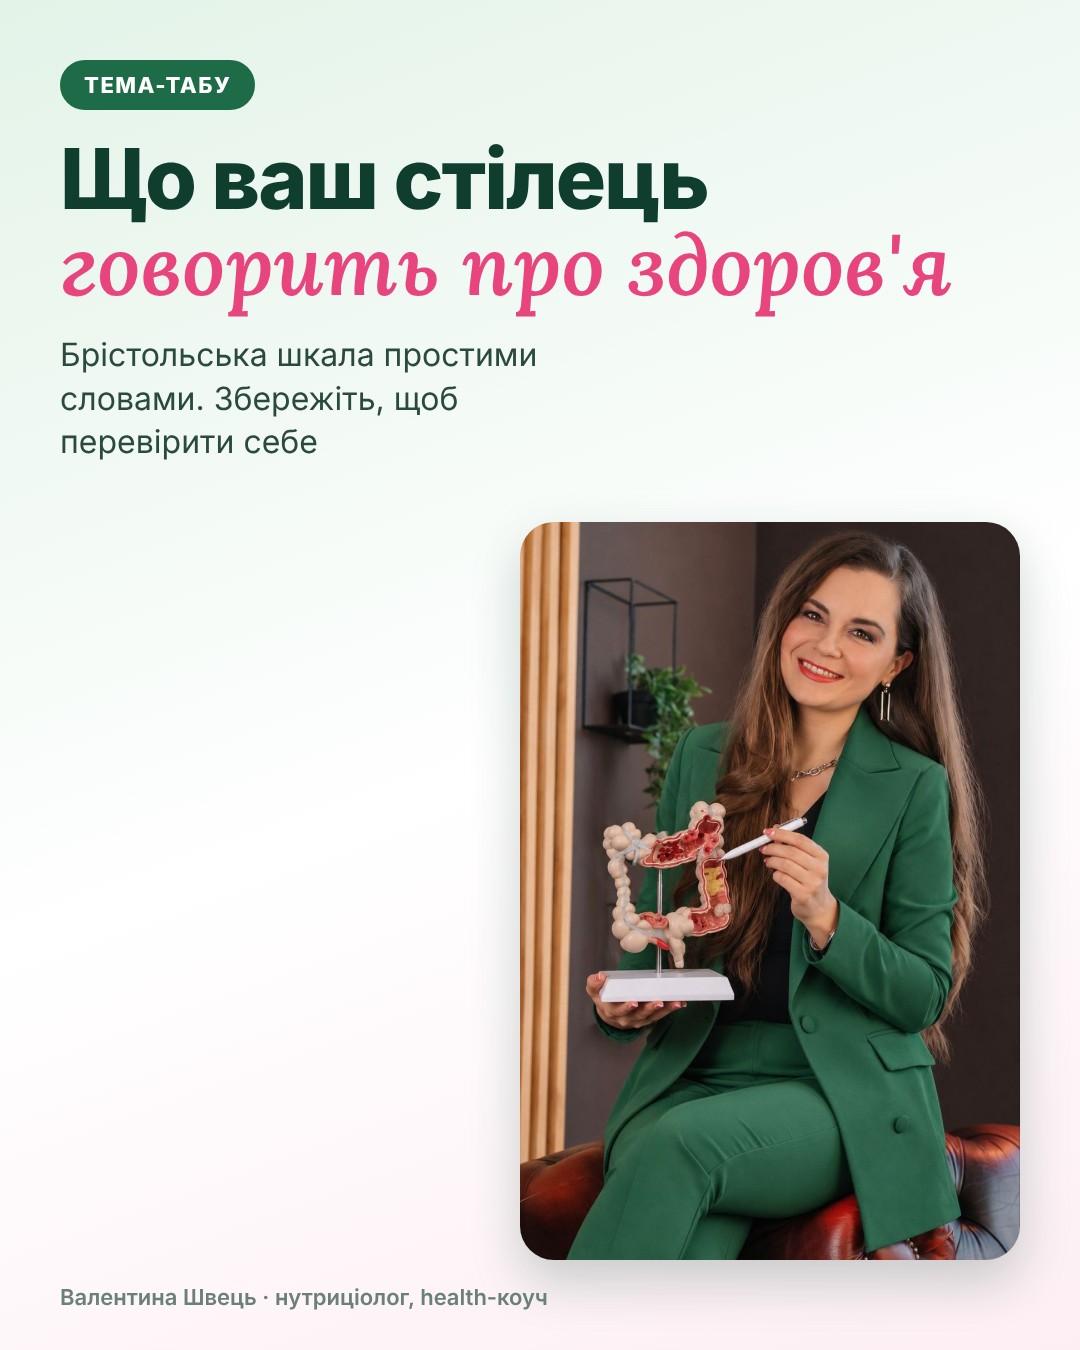 ТЕМА-ТАБУ
Що ваш стілець
говорить про здоров'я
Брістольська шкала простими
словами. Збережіть, щоб
перевірити себе
Валентина Швець · нутриціолог, health-коуч